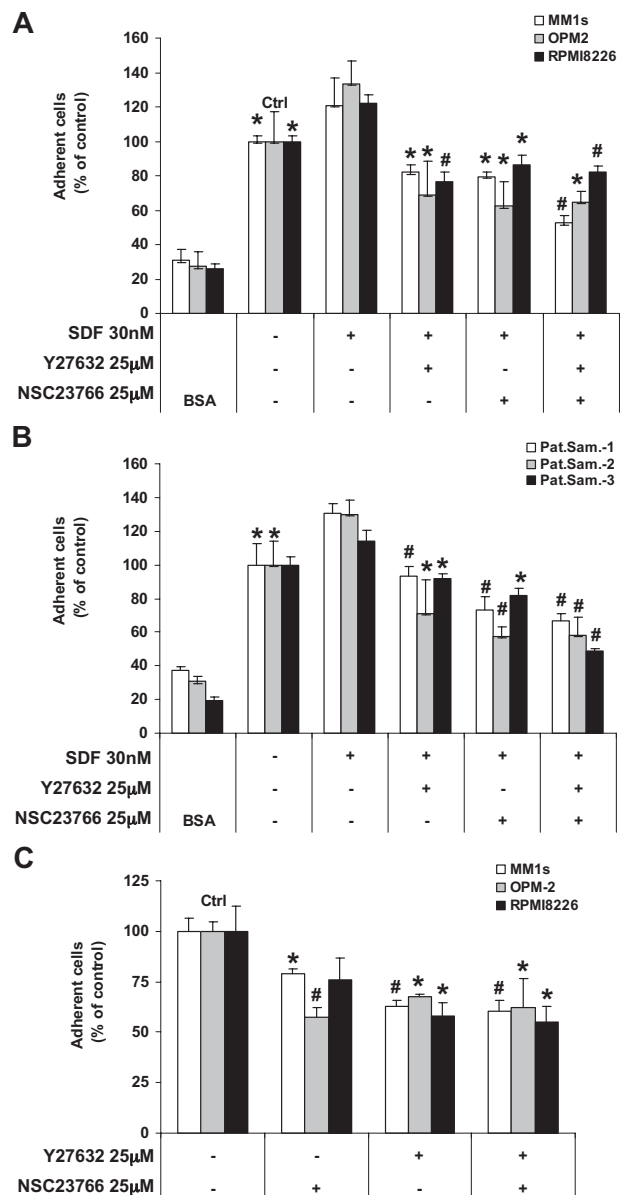 A
MM1s
OPM2
RPMI8226
160
140
120
100
80
60
40
20
0
Adherent cells
(% of control)
Ctrl
* * * * # * * * # * #
SDF 30nM - + + + +
Y27632 25µM - - + - +
NSC23766 25µM BSA - - - + +
B
Pat.Sam.-1
Pat.Sam.-2
Pat.Sam.-3
160
140
120
100
80
60
40
20
0
Adherent cells
(% of control)
* * # * * # # * # # #
SDF 30nM - + + + +
Y27632 25µM - - + - +
NSC23766 25µM BSA - - - + +
C
MM1s
OPM-2
RPMI8226
125
100
75
50
25
0
Adherent cells
(% of control)
Ctrl
* # # * * # * *
Y27632 25µM - - + +
NSC23766 25µM - + - +